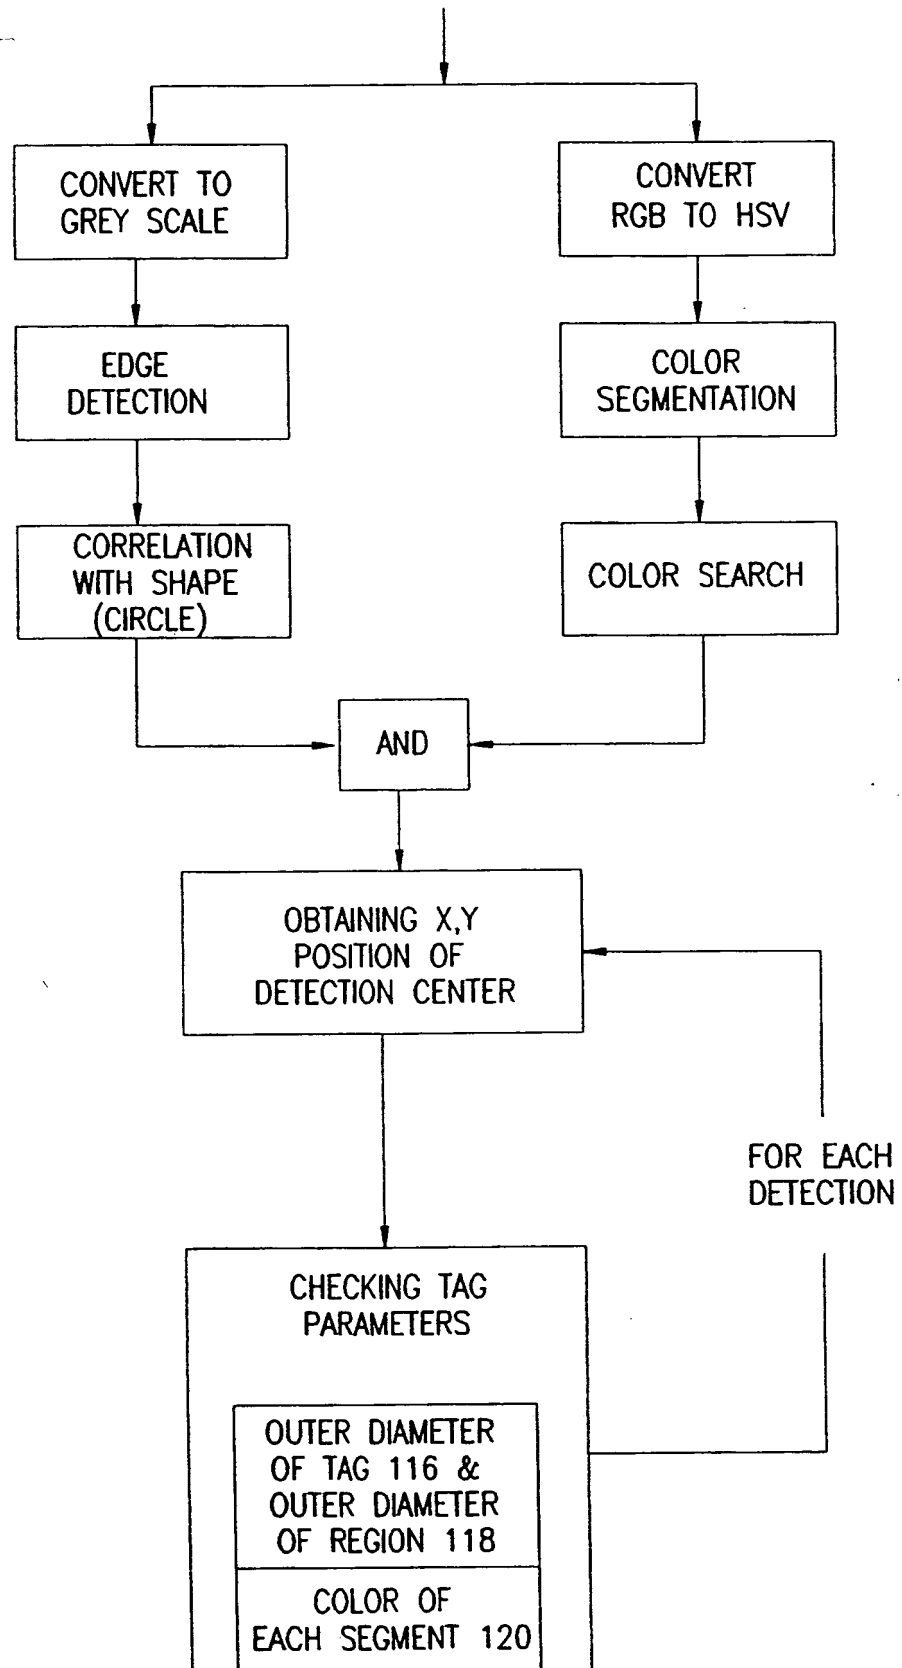 CONVERT TO
GREY SCALE
CONVERT
RGB TO HSV
EDGE
DETECTION
COLOR
SEGMENTATION
CORRELATION
WITH SHAPE
(CIRCLE)
COLOR SEARCH
AND
OBTAINING X,Y
POSITION OF
DETECTION CENTER
FOR EACH
DETECTION
CHECKING TAG
PARAMETERS
OUTER DIAMETER
OF TAG 116 &
OUTER DIAMETER
OF REGION 118
COLOR OF
EACH SEGMENT 120